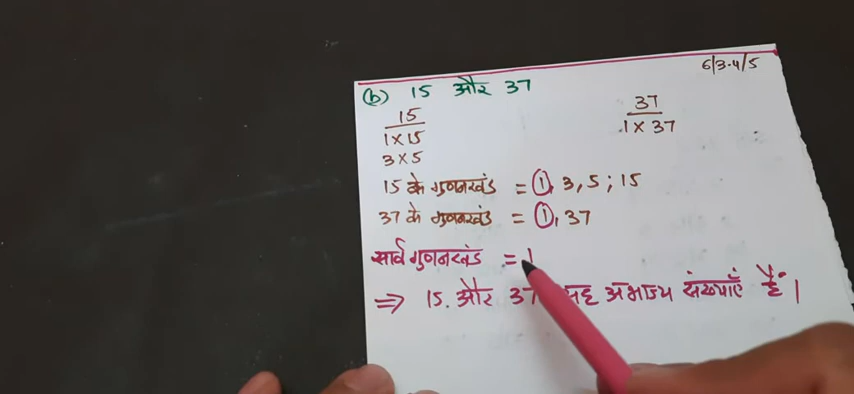 6/3.4/5
(b) 15 और 37
15 37
1 × 15 1 × 37
3 × 5
15 के गुणनखंड = 1, 3, 5 ; 15
37 के गुणनखंड = 1, 37
सार्व गुणनखंड = 1
⇒ 15. और 37 सह अभाज्य संख्याएँ हैं।